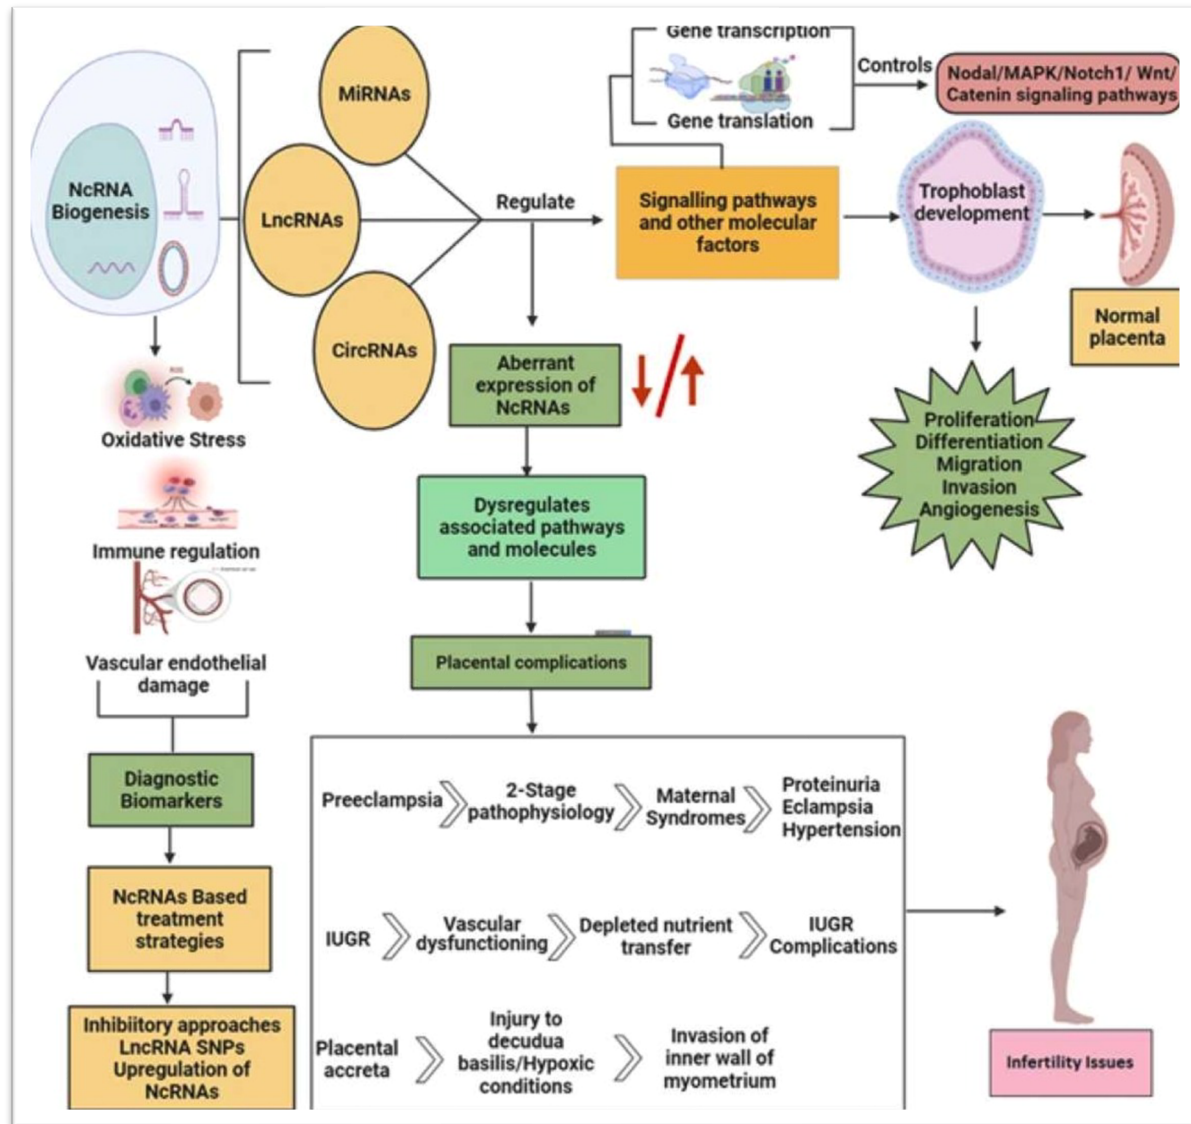 Gene transcription
Controls
Nodal/MAPK/Notch1/ Wnt/
Catenin signaling pathways
Gene translation
MiRNAs
NcRNA
Biogenesis
LncRNAs
Regulate
Signalling pathways
and other molecular
factors
Trophoblast
development
Normal
placenta
CircRNAs
Aberrant
expression of
NcRNAs
ROS
Oxidative Stress
Proliferation
Differentiation
Migration
Invasion
Angiogenesis
Dysregulates
associated pathways
and molecules
Immune regulation
Placental complications
Vascular endothelial
damage
Diagnostic
Biomarkers
Preeclampsia
2-Stage
pathophysiology
Maternal
Syndromes
Proteinuria
Eclampsia
Hypertension
NcRNAs Based
treatment
strategies
IUGR
Vascular
dysfunctioning
Depleted nutrient
transfer
IUGR
Complications
Inhibiitory approaches
LncRNA SNPs
Upregulation of
NcRNAs
Placental
accreta
Injury to
decudua
basilis/Hypoxic
conditions
Invasion of
inner wall of
myometrium
Infertility Issues